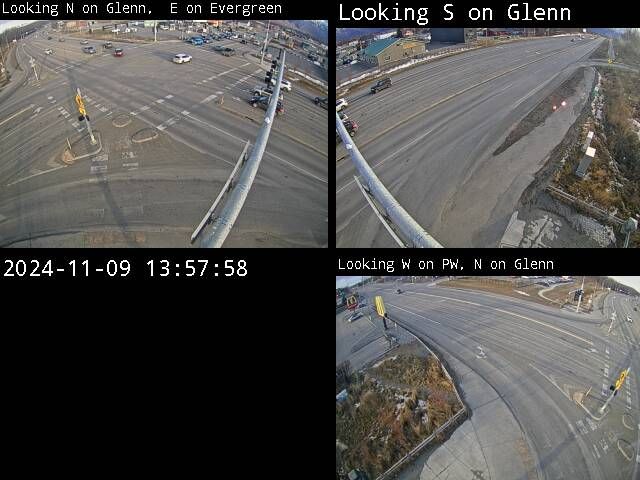 Looking N on Glenn, E on Evergreen
Looking S on Glenn
2024-11-09 13:57:58
Looking W on PW, N on Glenn